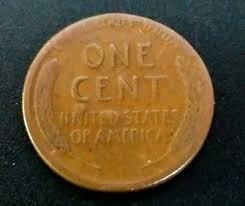 ONE
CENT
UNITED STATES
OF AMERICA